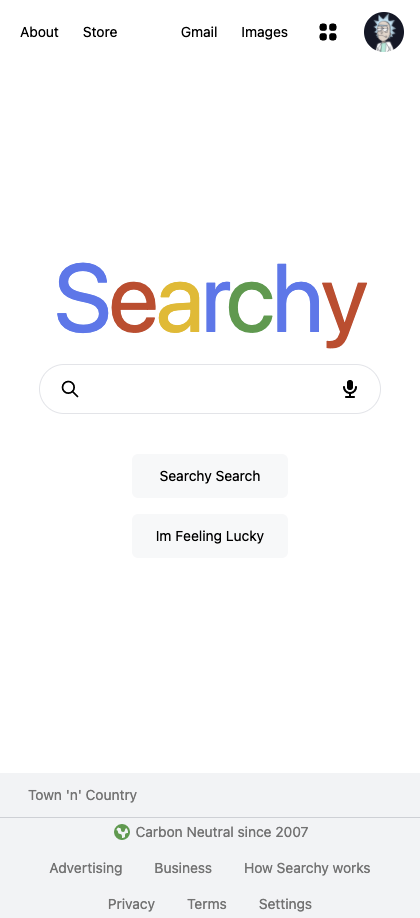 About Store Gmail Images
Searchy
Searchy Search
Im Feeling Lucky
Town 'n' Country
Carbon Neutral since 2007
Advertising Business How Searchy works
Privacy Terms Settings